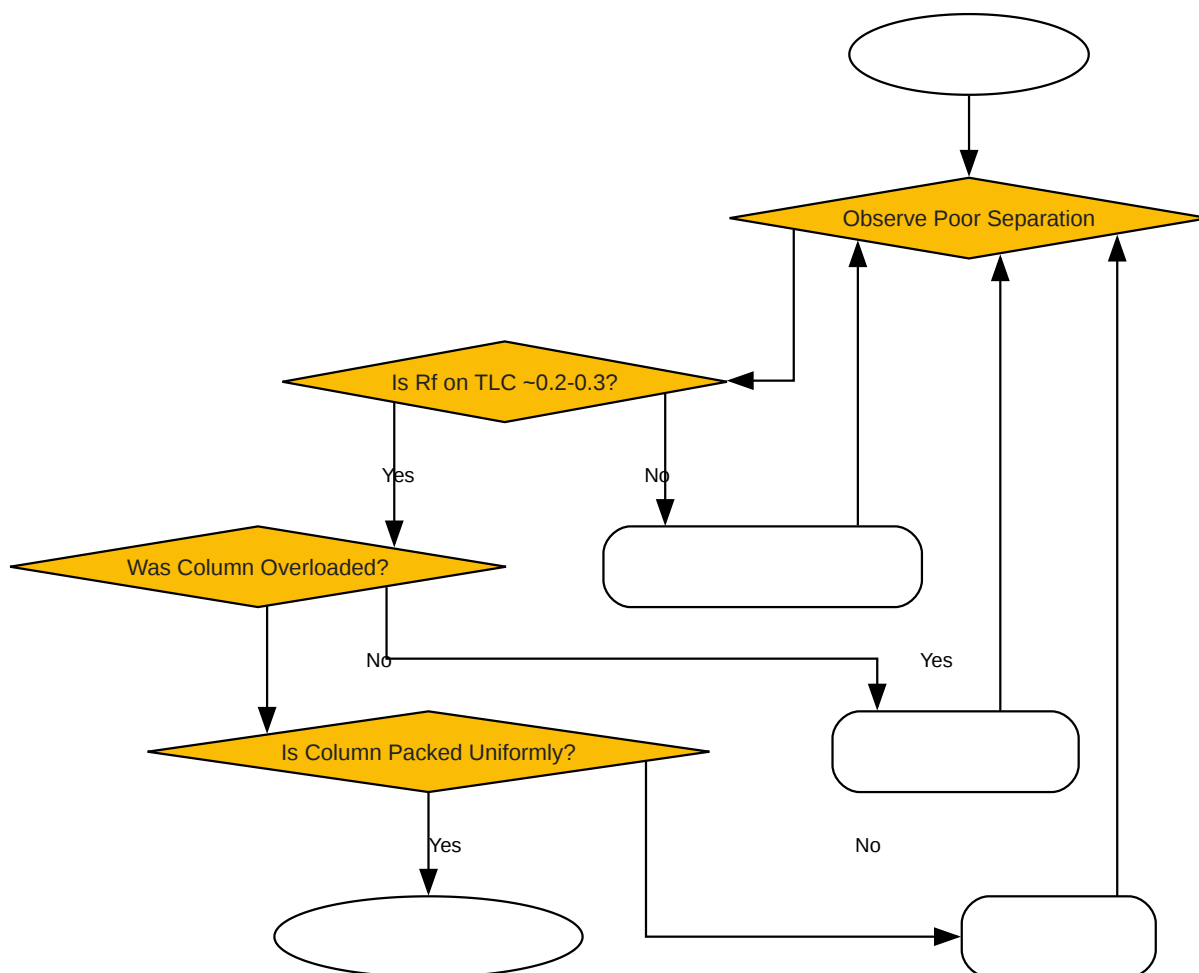 Observe Poor Separation
Is Rf on TLC ~0.2-0.3?
Yes
No
Was Column Overloaded?
No
Yes
Is Column Packed Uniformly?
Yes
No